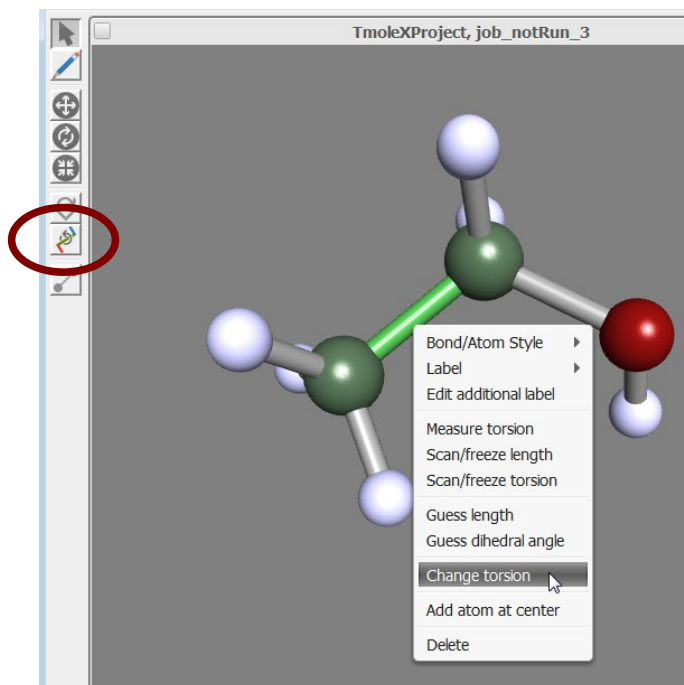 TmoleXProject, job_notRun_3
Bond/Atom Style
Label
Edit additional label
Measure torsion
Scan/freeze length
Scan/freeze torsion
Guess length
Guess dihedral angle
Change torsion
Add atom at center
Delete